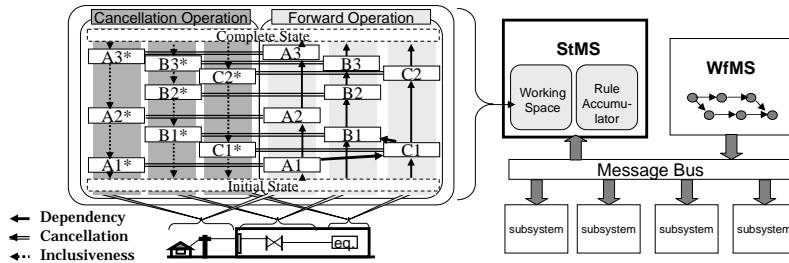 Cancellation Operation
Forward Operation
Complete State
A3*
B3*
C2*
B2*
A2*
B1*
C1*
A1*
A3
B3
C2
B2
A2
B1
C1
A1
Initial State
Dependency
Cancellation
Inclusiveness
eq.
StMS
Working
Space
Rule
Accumu-
lator
WfMS
Message Bus
subsystem
subsystem
subsystem
subsystem